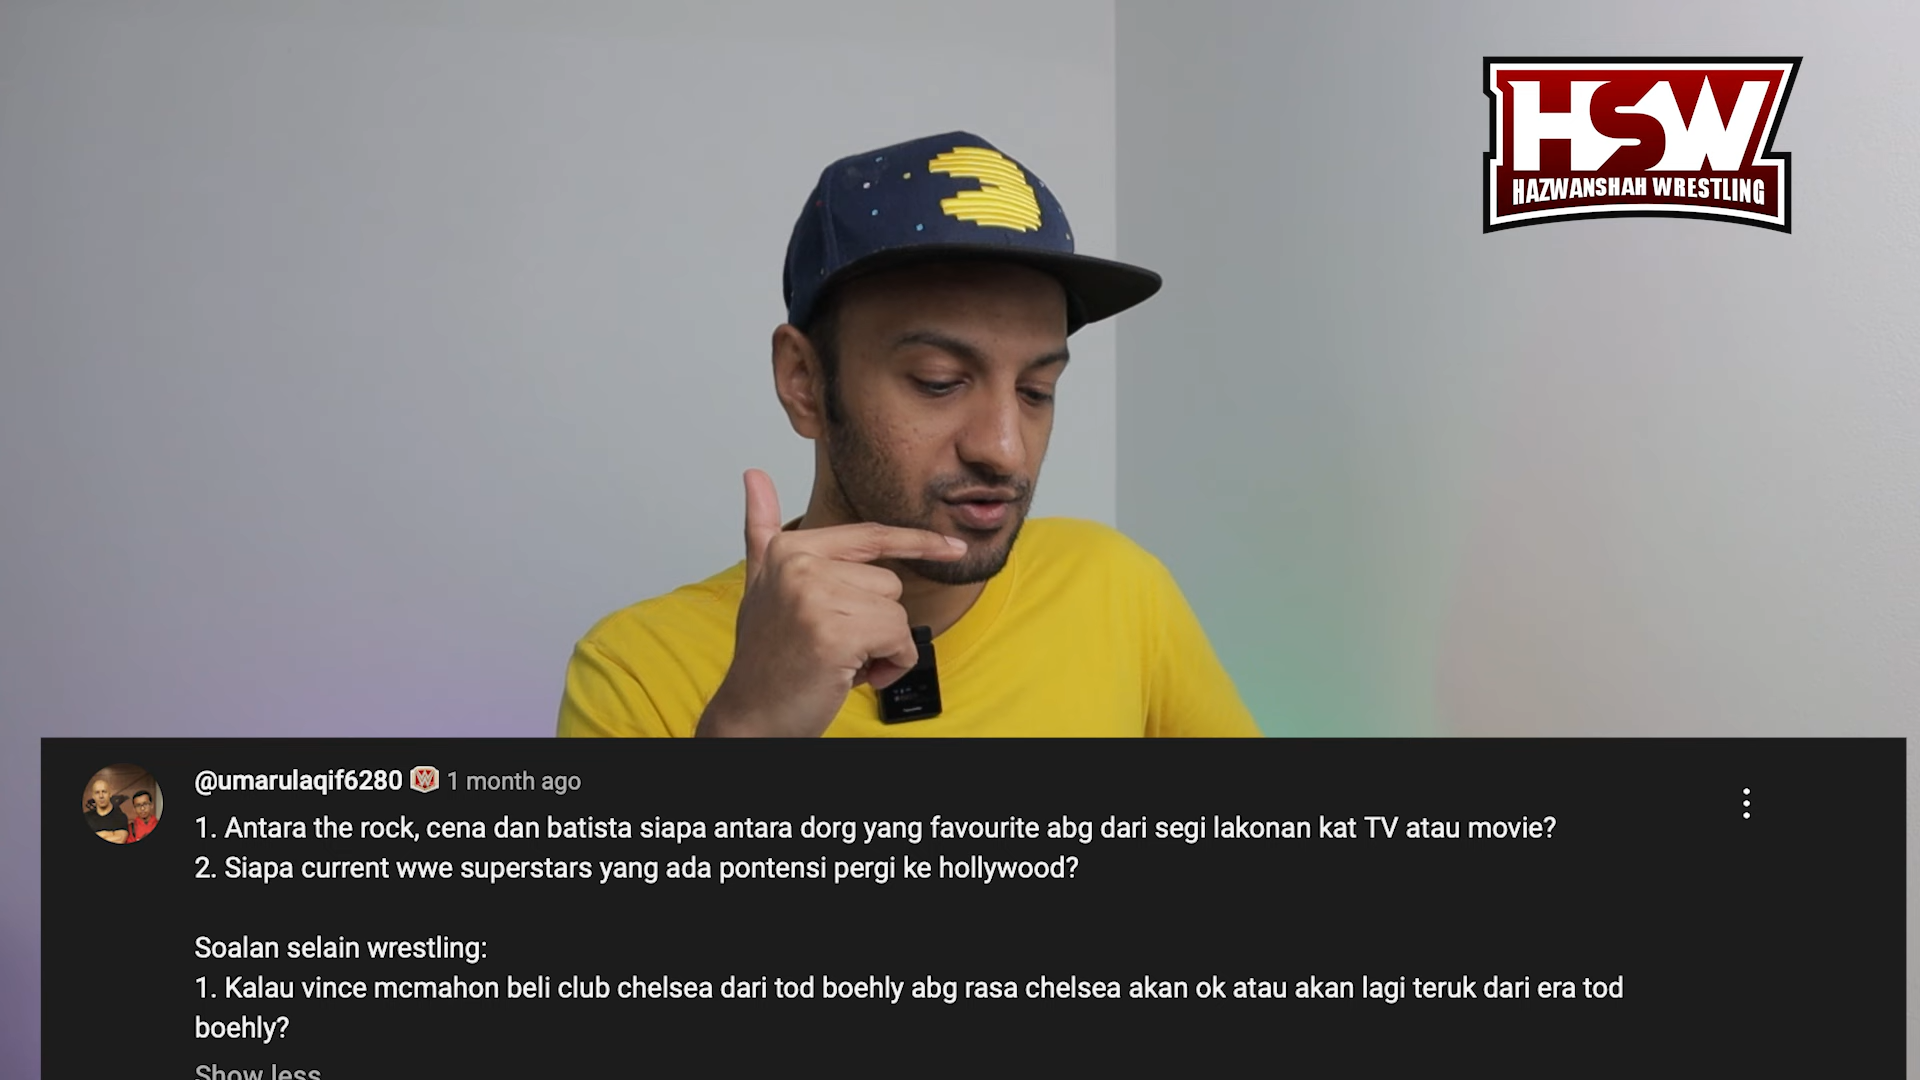 HSW
HAZWANSHAH WRESTLING
@umarulaqif6280 1 month ago
1. Antara the rock, cena dan batista siapa antara dorg yang favourite abg dari segi lakonan kat TV atau movie?
2. Siapa current wwe superstars yang ada pontensi pergi ke hollywood?
Soalan selain wrestling:
1. Kalau vince mcmahon beli club chelsea dari tod boehly abg rasa chelsea akan ok atau akan lagi teruk dari era tod
boehly?
Show less